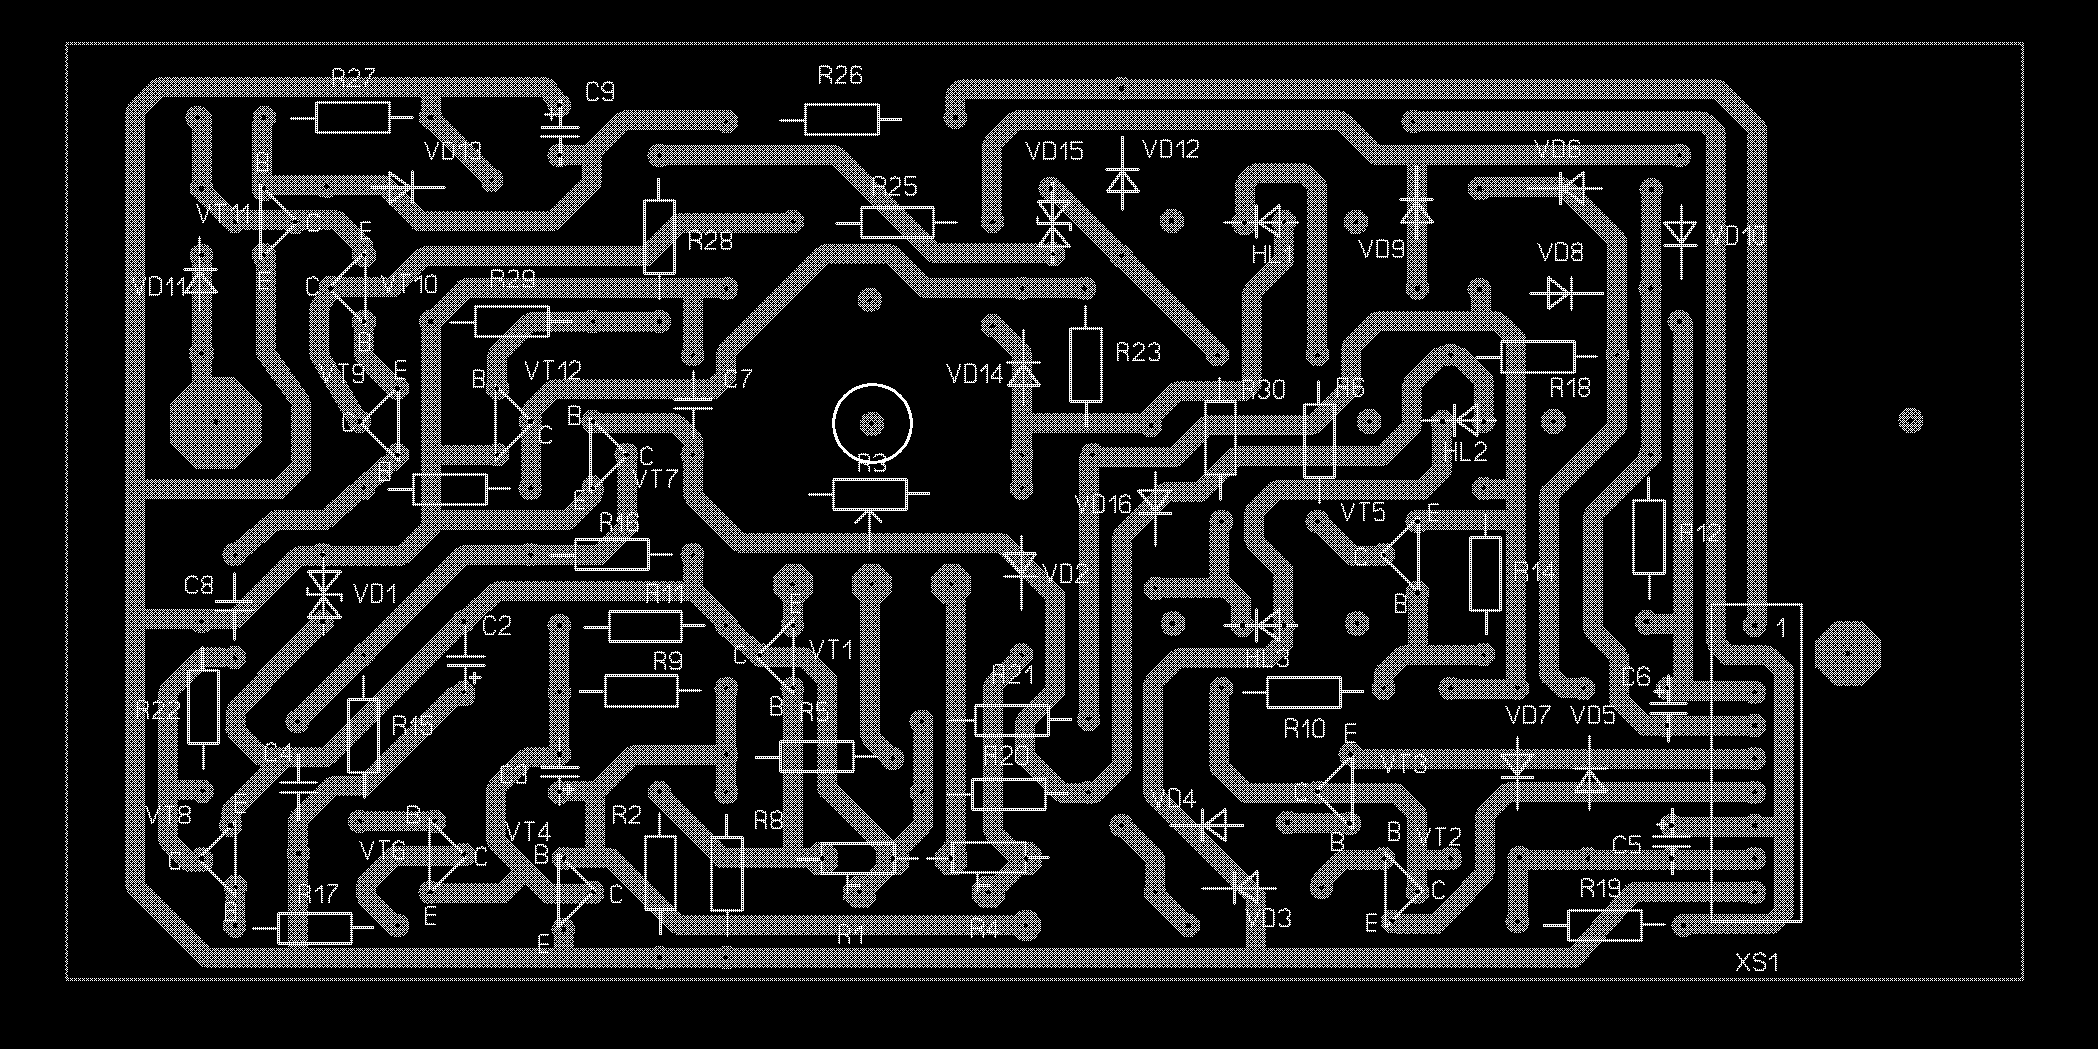 R27
R26
C9
VD13
VD15
VD12
VD6
R25
VT11
C
E
R28
HL1
VD9
VD8
VD10
VD11
C
VT10
R29
VT9
E
B
VT12
C7
VD14
R23
R30
R6
R18
B
C
C
VT7
R3
HL2
VD16
VT5
E
R16
C8
VD1
VD2
R14
B
R11
C2
C
VT1
1
R9
HL3
R21
C6
R22
R15
B
R5
R10
E
VD7
VD5
C4
R20
VT3
C3
VT8
E
B
VT6
C
VT4
B
R2
R8
VD4
B
B
VT2
C5
C
R17
E
C
E
R1
R4
VD3
E
C
R19
XS1